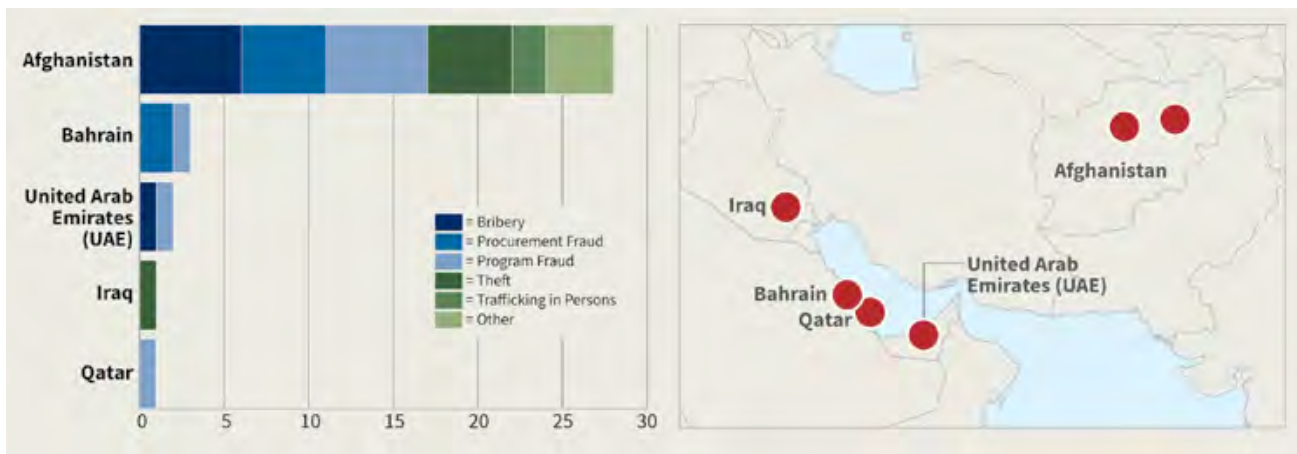 Afghanistan
Bahrain
United Arab
Emirates
(UAE)
Iraq
Qatar
0 5 10 15 20 25 30
= Bribery
= Procurement Fraud
= Program Fraud
= Theft
= Trafficking in Persons
= Other
Afghanistan
Iraq
United Arab
Emirates (UAE)
Bahrain
Qatar